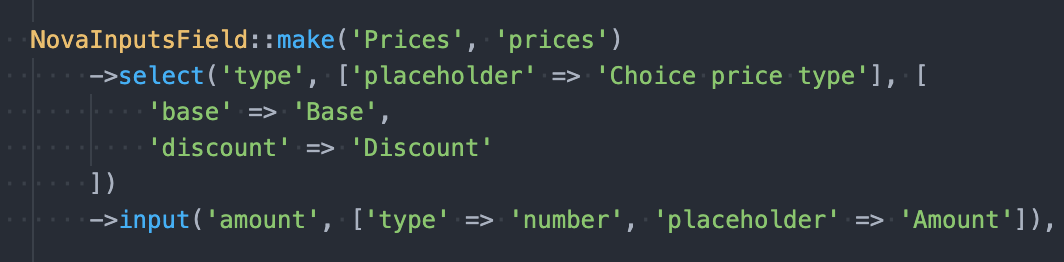 NovaInputsField::make('Prices', 'prices')
->select('type', ['placeholder' => 'Choice price type'], [
'base' => 'Base',
'discount' => 'Discount'
])
->input('amount', ['type' => 'number', 'placeholder' => 'Amount']),